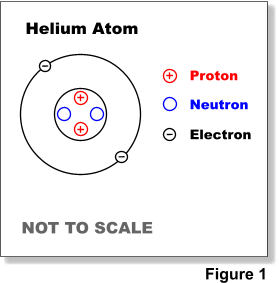 Helium Atom
+ Proton
Neutron
− Electron
NOT TO SCALE
Figure 1